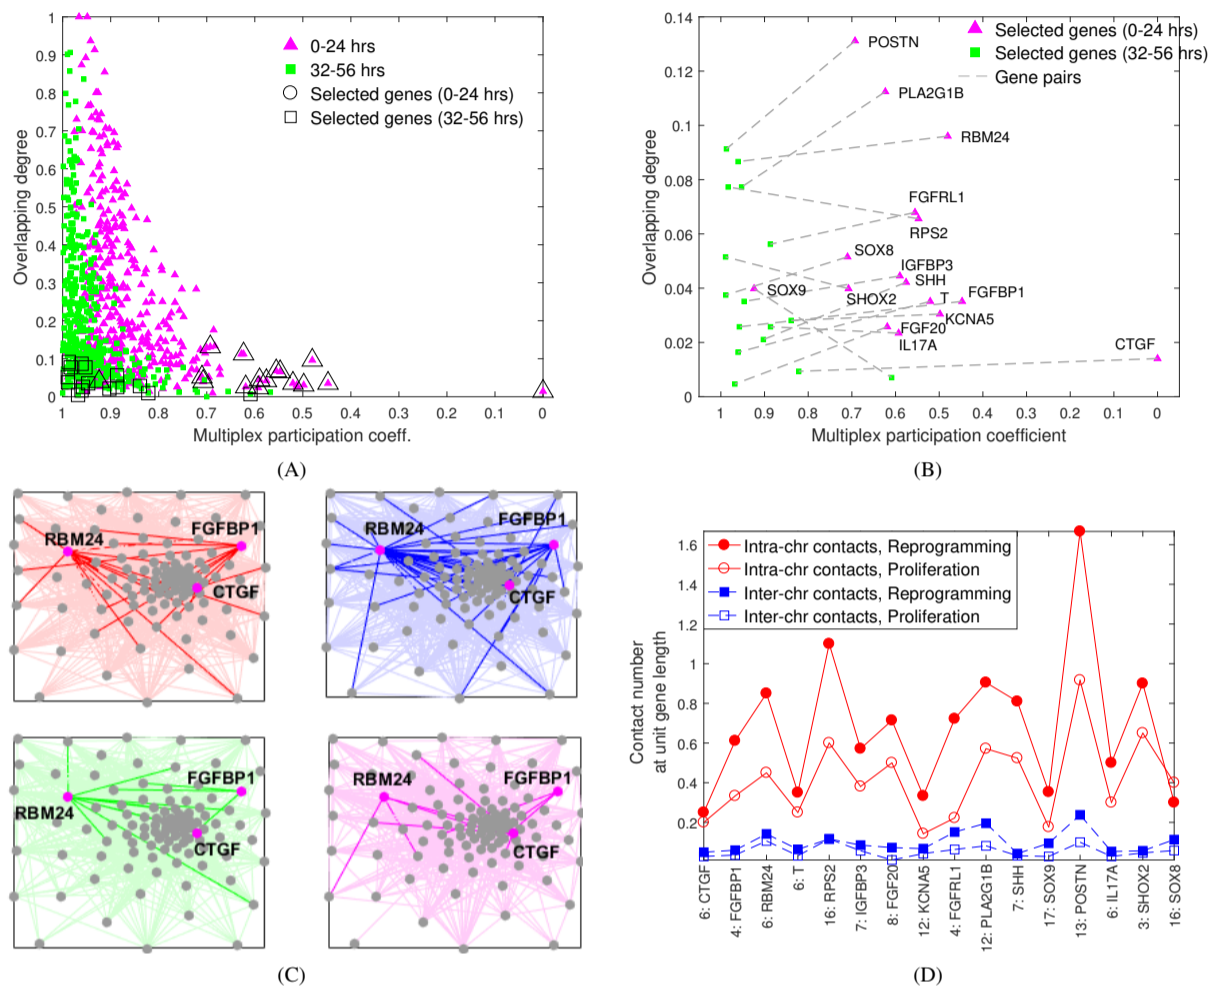 1
0.9
0.8
0.7
0.6
0.5
0.4
0.3
0.2
0.1
0
Overlapping degree
0-24 hrs
32-56 hrs
Selected genes (0-24 hrs)
Selected genes (32-56 hrs)
1 0.9 0.8 0.7 0.6 0.5 0.4 0.3 0.2 0.1 0
Multiplex participation coeff.
(A)
0.14
0.12
0.1
0.08
0.06
0.04
0.02
0
Overlapping degree
Selected genes (0-24 hrs)
Selected genes (32-56 hrs)
Gene pairs
POSTN
PLA2G1B
RBM24
FGFRL1
RPS2
SOX8
IGFBP3
SHH
SOX9
SHOX2
T
FGFBP1
KCNA5
FGF20
IL17A
CTGF
1 0.9 0.8 0.7 0.6 0.5 0.4 0.3 0.2 0.1 0
Multiplex participation coefficient
(B)
RBM24
FGFBP1
CTGF
RBM24
FGFBP1
CTGF
RBM24
FGFBP1
CTGF
RBM24
FGFBP1
CTGF
(C)
1.6
1.4
1.2
1
0.8
0.6
0.4
0.2
Contact number
at unit gene length
Intra-chr contacts, Reprogramming
Intra-chr contacts, Proliferation
Inter-chr contacts, Reprogramming
Inter-chr contacts, Proliferation
6: CTGF
4: FGFBP1
6: RBM24
6: T
16: RPS2
7: IGFBP3
8: FGF20
12: KCNA5
4: FGFRL1
12: PLA2G1B
7: SHH
17: SOX9
13: POSTN
6: IL17A
3: SHOX2
16: SOX8
(D)